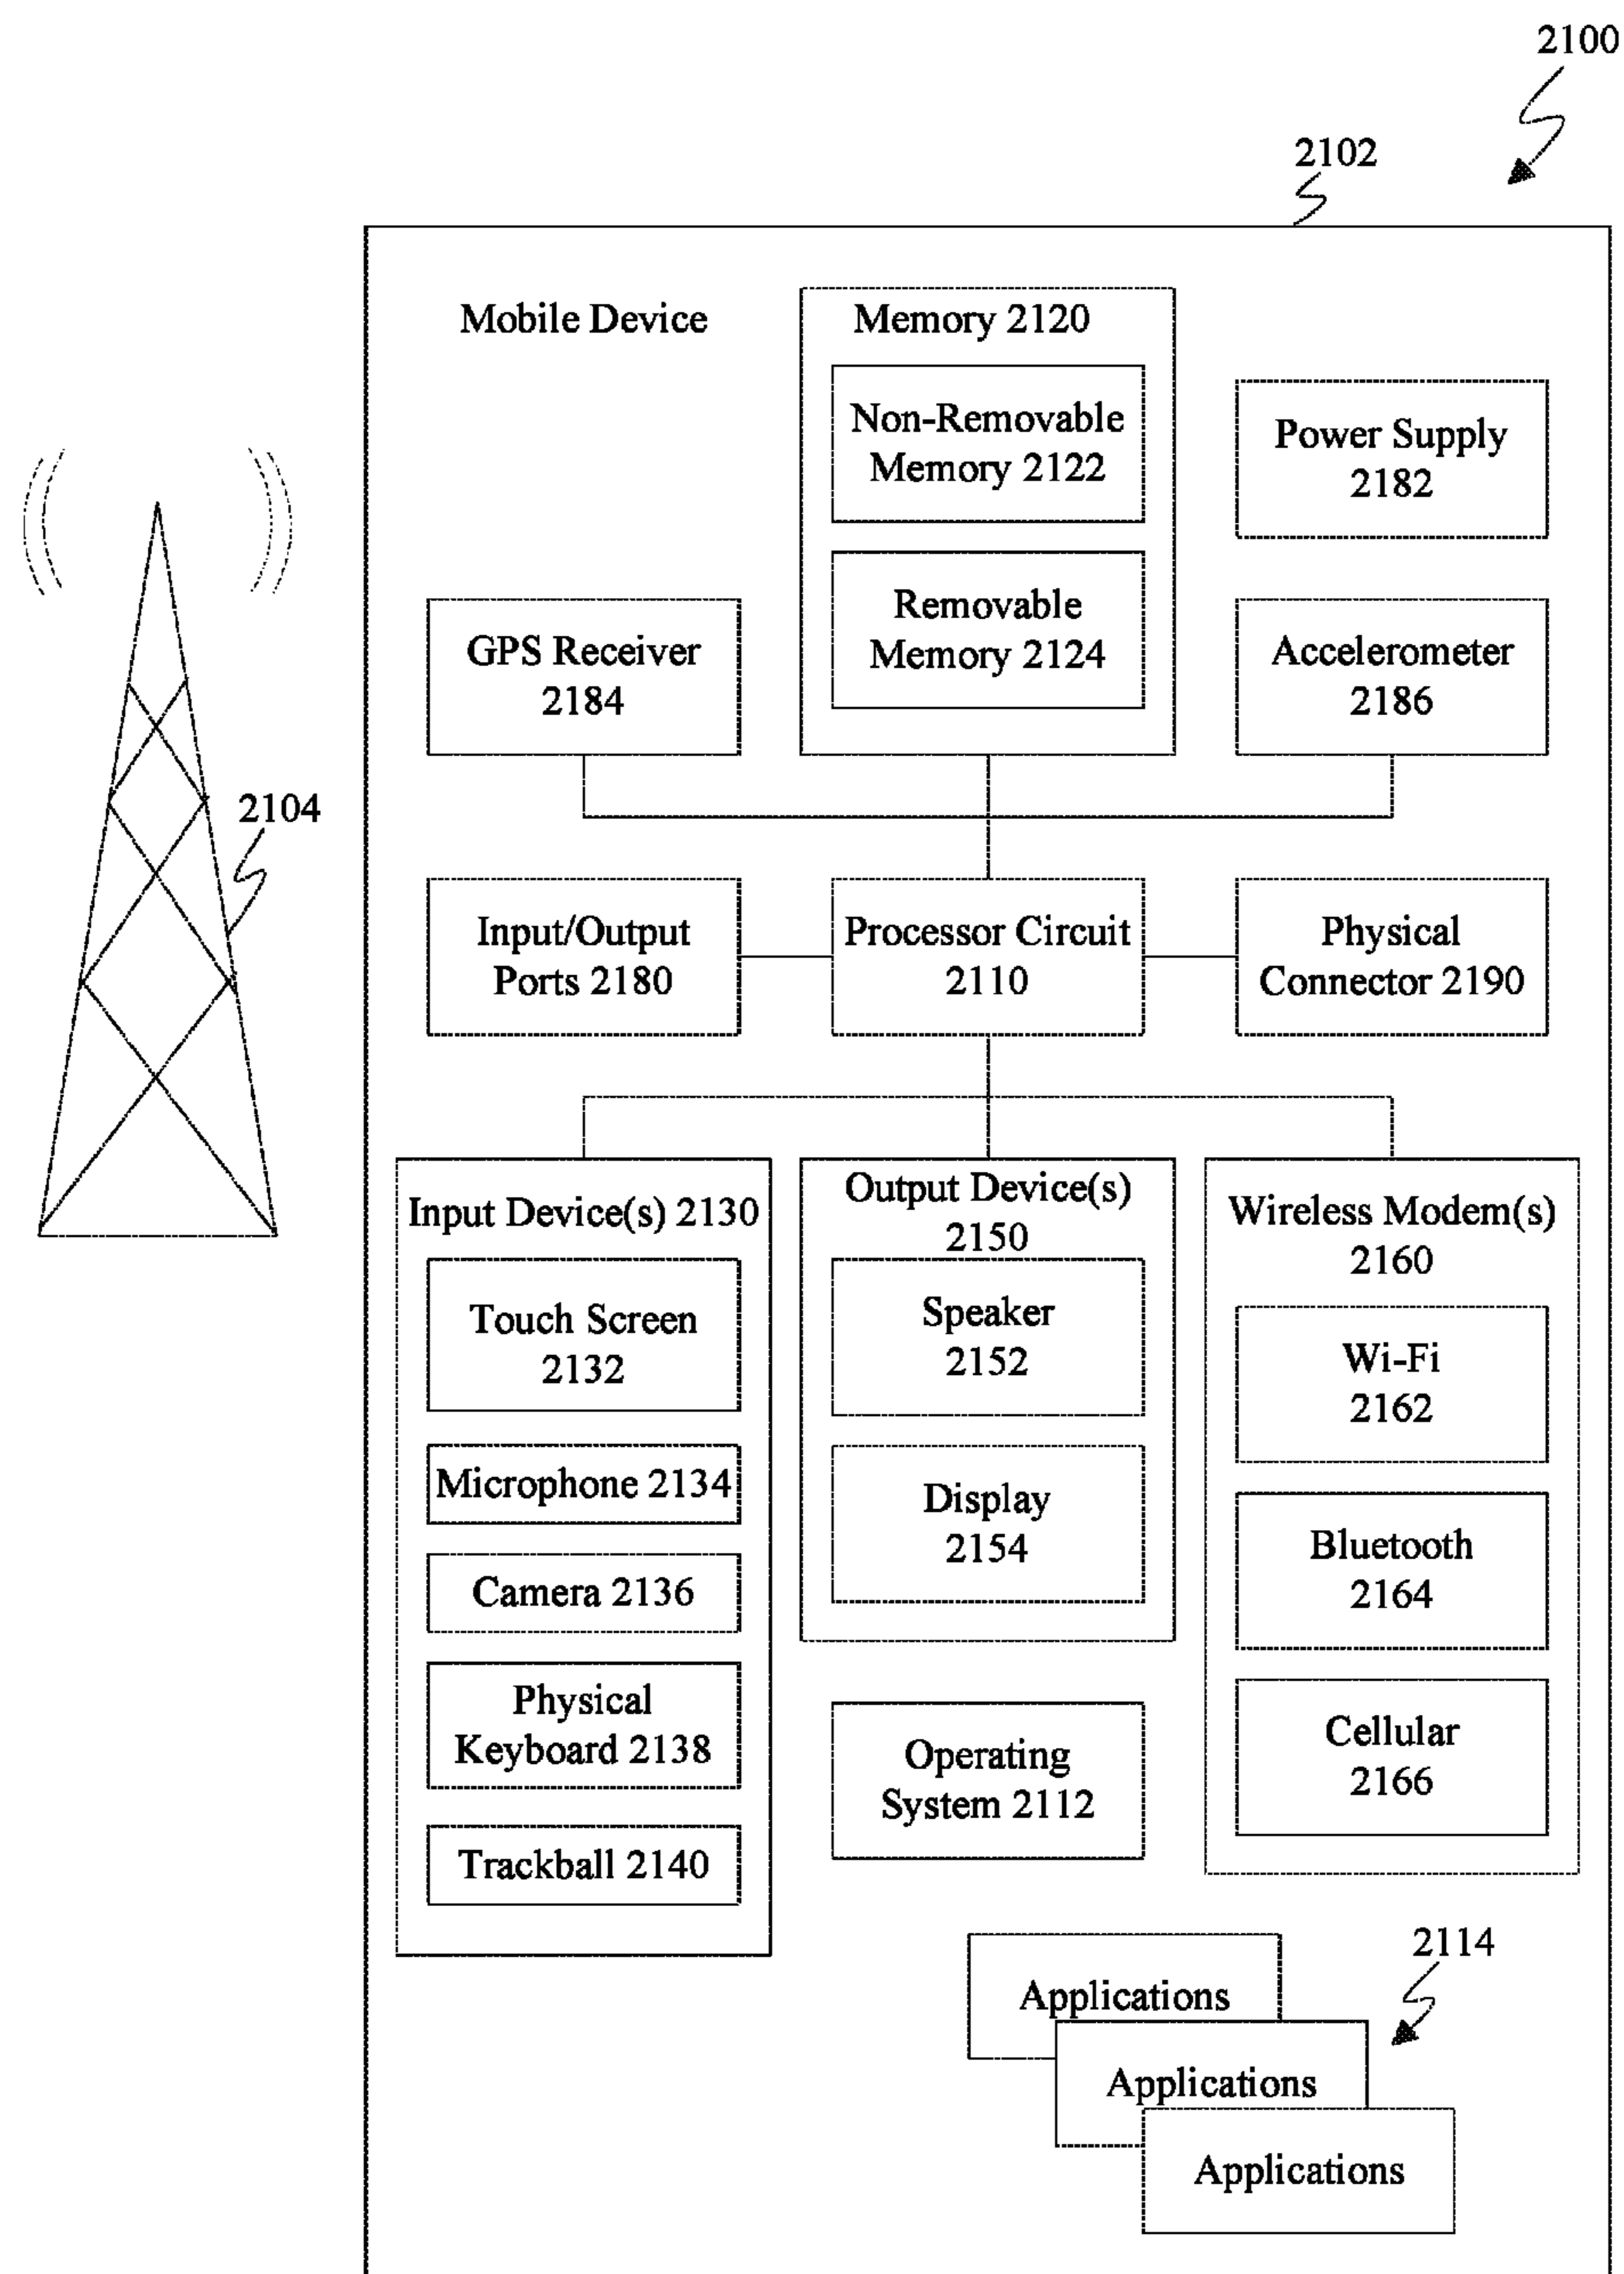 2100
2102
Mobile Device
Memory 2120
Non-Removable
Memory 2122
Removable
Memory 2124
Power Supply
2182
GPS Receiver
2184
Accelerometer
2186
2104
Input/Output
Ports 2180
Processor Circuit
2110
Physical
Connector 2190
Input Device(s) 2130
Touch Screen
2132
Microphone 2134
Camera 2136
Physical
Keyboard 2138
Trackball 2140
Output Device(s)
2150
Speaker
2152
Display
2154
Operating
System 2112
Wireless Modem(s)
2160
Wi-Fi
2162
Bluetooth
2164
Cellular
2166
2114
Applications
Applications
Applications